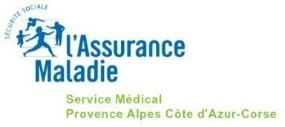 SÉCURITÉ SOCIALE
l'Assurance
Maladie
Service Médical
Provence Alpes Côte d'Azur-Corse